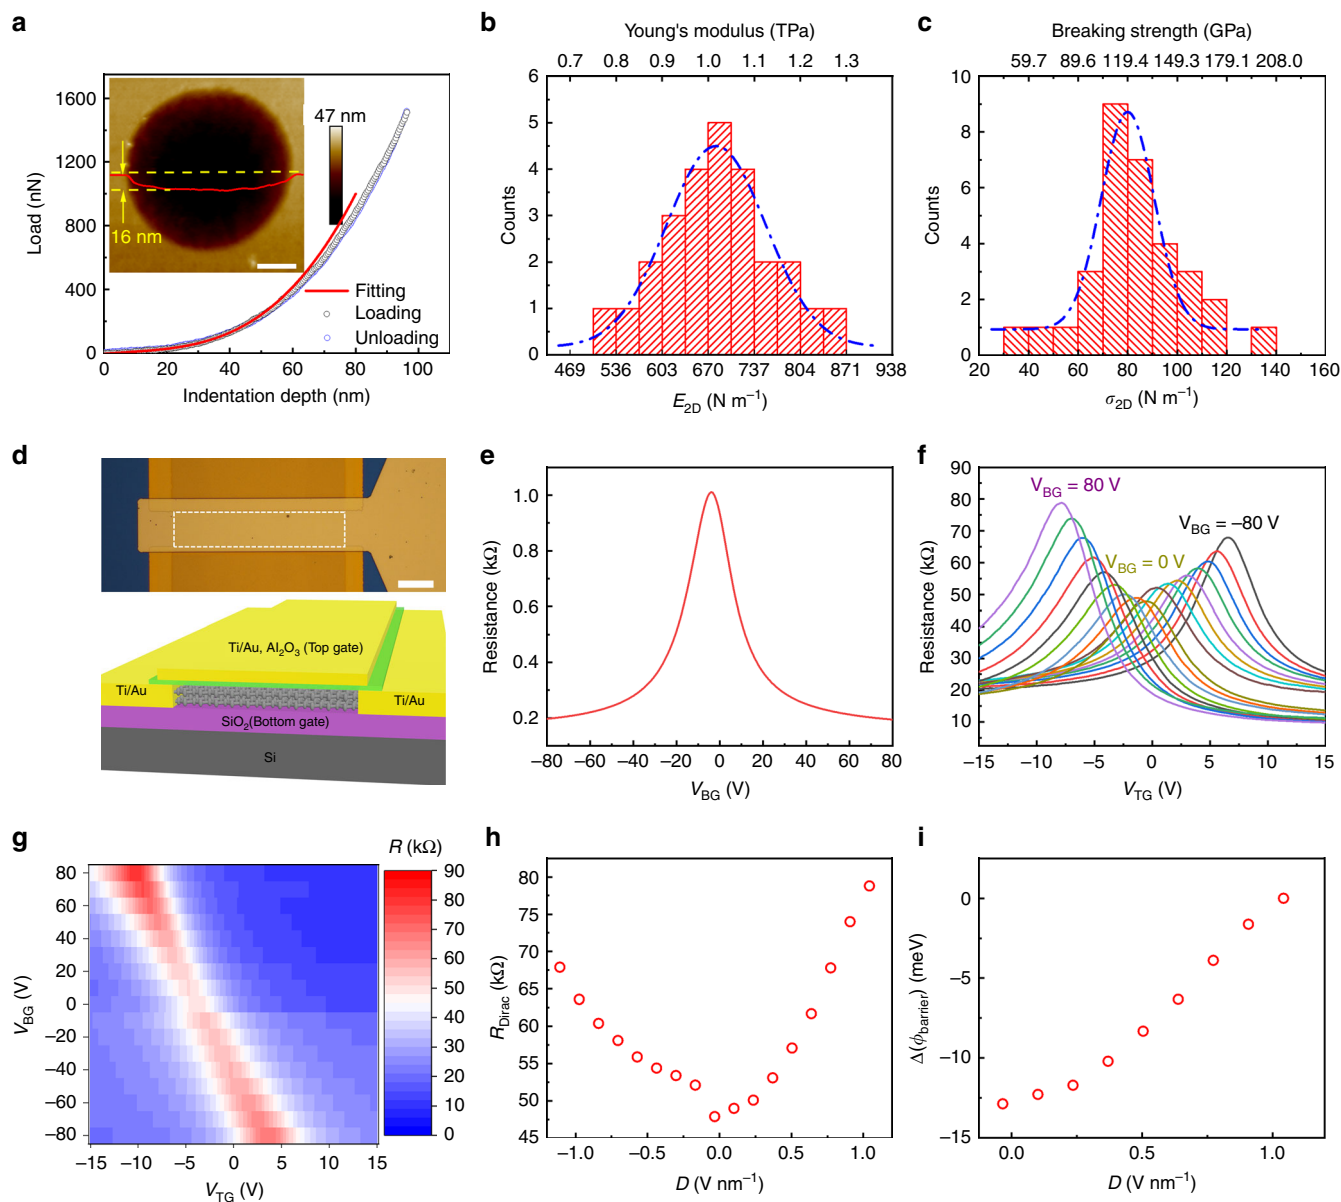 a
Load (nN)
1600
1200
800
400
0
47 nm
16 nm
Fitting
Loading
Unloading
0 20 40 60 80 100
Indentation depth (nm)
b
Young's modulus (TPa)
0.7 0.8 0.9 1.0 1.1 1.2 1.3
Counts
6
5
4
3
2
1
0
469 536 603 670 737 804 871 938
E2D (N m−1)
c
Breaking strength (GPa)
59.7 89.6 119.4 149.3 179.1 208.0
Counts
10
8
6
4
2
0
20 40 60 80 100 120 140 160
σ2D (N m−1)
d
Ti/Au, Al2O3 (Top gate)
Ti/Au
Ti/Au
SiO2(Bottom gate)
Si
e
Resistance (kΩ)
1.0
0.8
0.6
0.4
0.2
−80 −60 −40 −20 0 20 40 60 80
VBG (V)
f
Resistance (kΩ)
90
80
70
60
50
40
30
20
10
VBG = 80 V
VBG = −80 V
VBG = 0 V
−15 −10 −5 0 5 10 15
VTG (V)
g
R (kΩ)
VBG (V)
80
60
40
20
0
−20
−40
−60
−80
90
80
70
60
50
40
30
20
10
0
−15 −10 −5 0 5 10 15
VTG (V)
h
RDirac (kΩ)
80
75
70
65
60
55
50
45
−1.0 −0.5 0.0 0.5 1.0
D (V nm−1)
i
Δ(ϕbarrier) (meV)
0
−5
−10
−15
0.0 0.5 1.0
D (V nm−1)